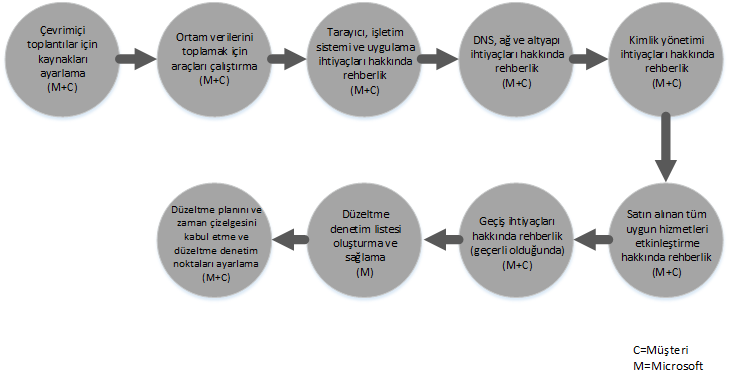 Çevrimiçi
toplantılar için
kaynakları
ayarlama
(M+C)
Ortam verilerini
toplamak için
araçları çalıştırma
(M+C)
Tarayıcı, işletim
sistemi ve uygulama
ihtiyaçları hakkında
rehberlik
(M+C)
DNS, ağ ve altyapı
ihtiyaçları hakkında
rehberlik
(M+C)
Kimlik yönetimi
ihtiyaçları hakkında
rehberlik
(M+C)
Satın alınan tüm
uygun hizmetleri
etkinleştirme
hakkında rehberlik
(M+C)
Geçiş ihtiyaçları
hakkında rehberlik
(geçerli olduğunda)
(M+C)
Düzeltme
denetim listesi
oluşturma ve
sağlama
(M)
Düzeltme planını ve
zaman çizelgesini
kabul etme ve
düzeltme denetim
noktaları ayarlama
(M+C)
C=Müşteri
M=Microsoft